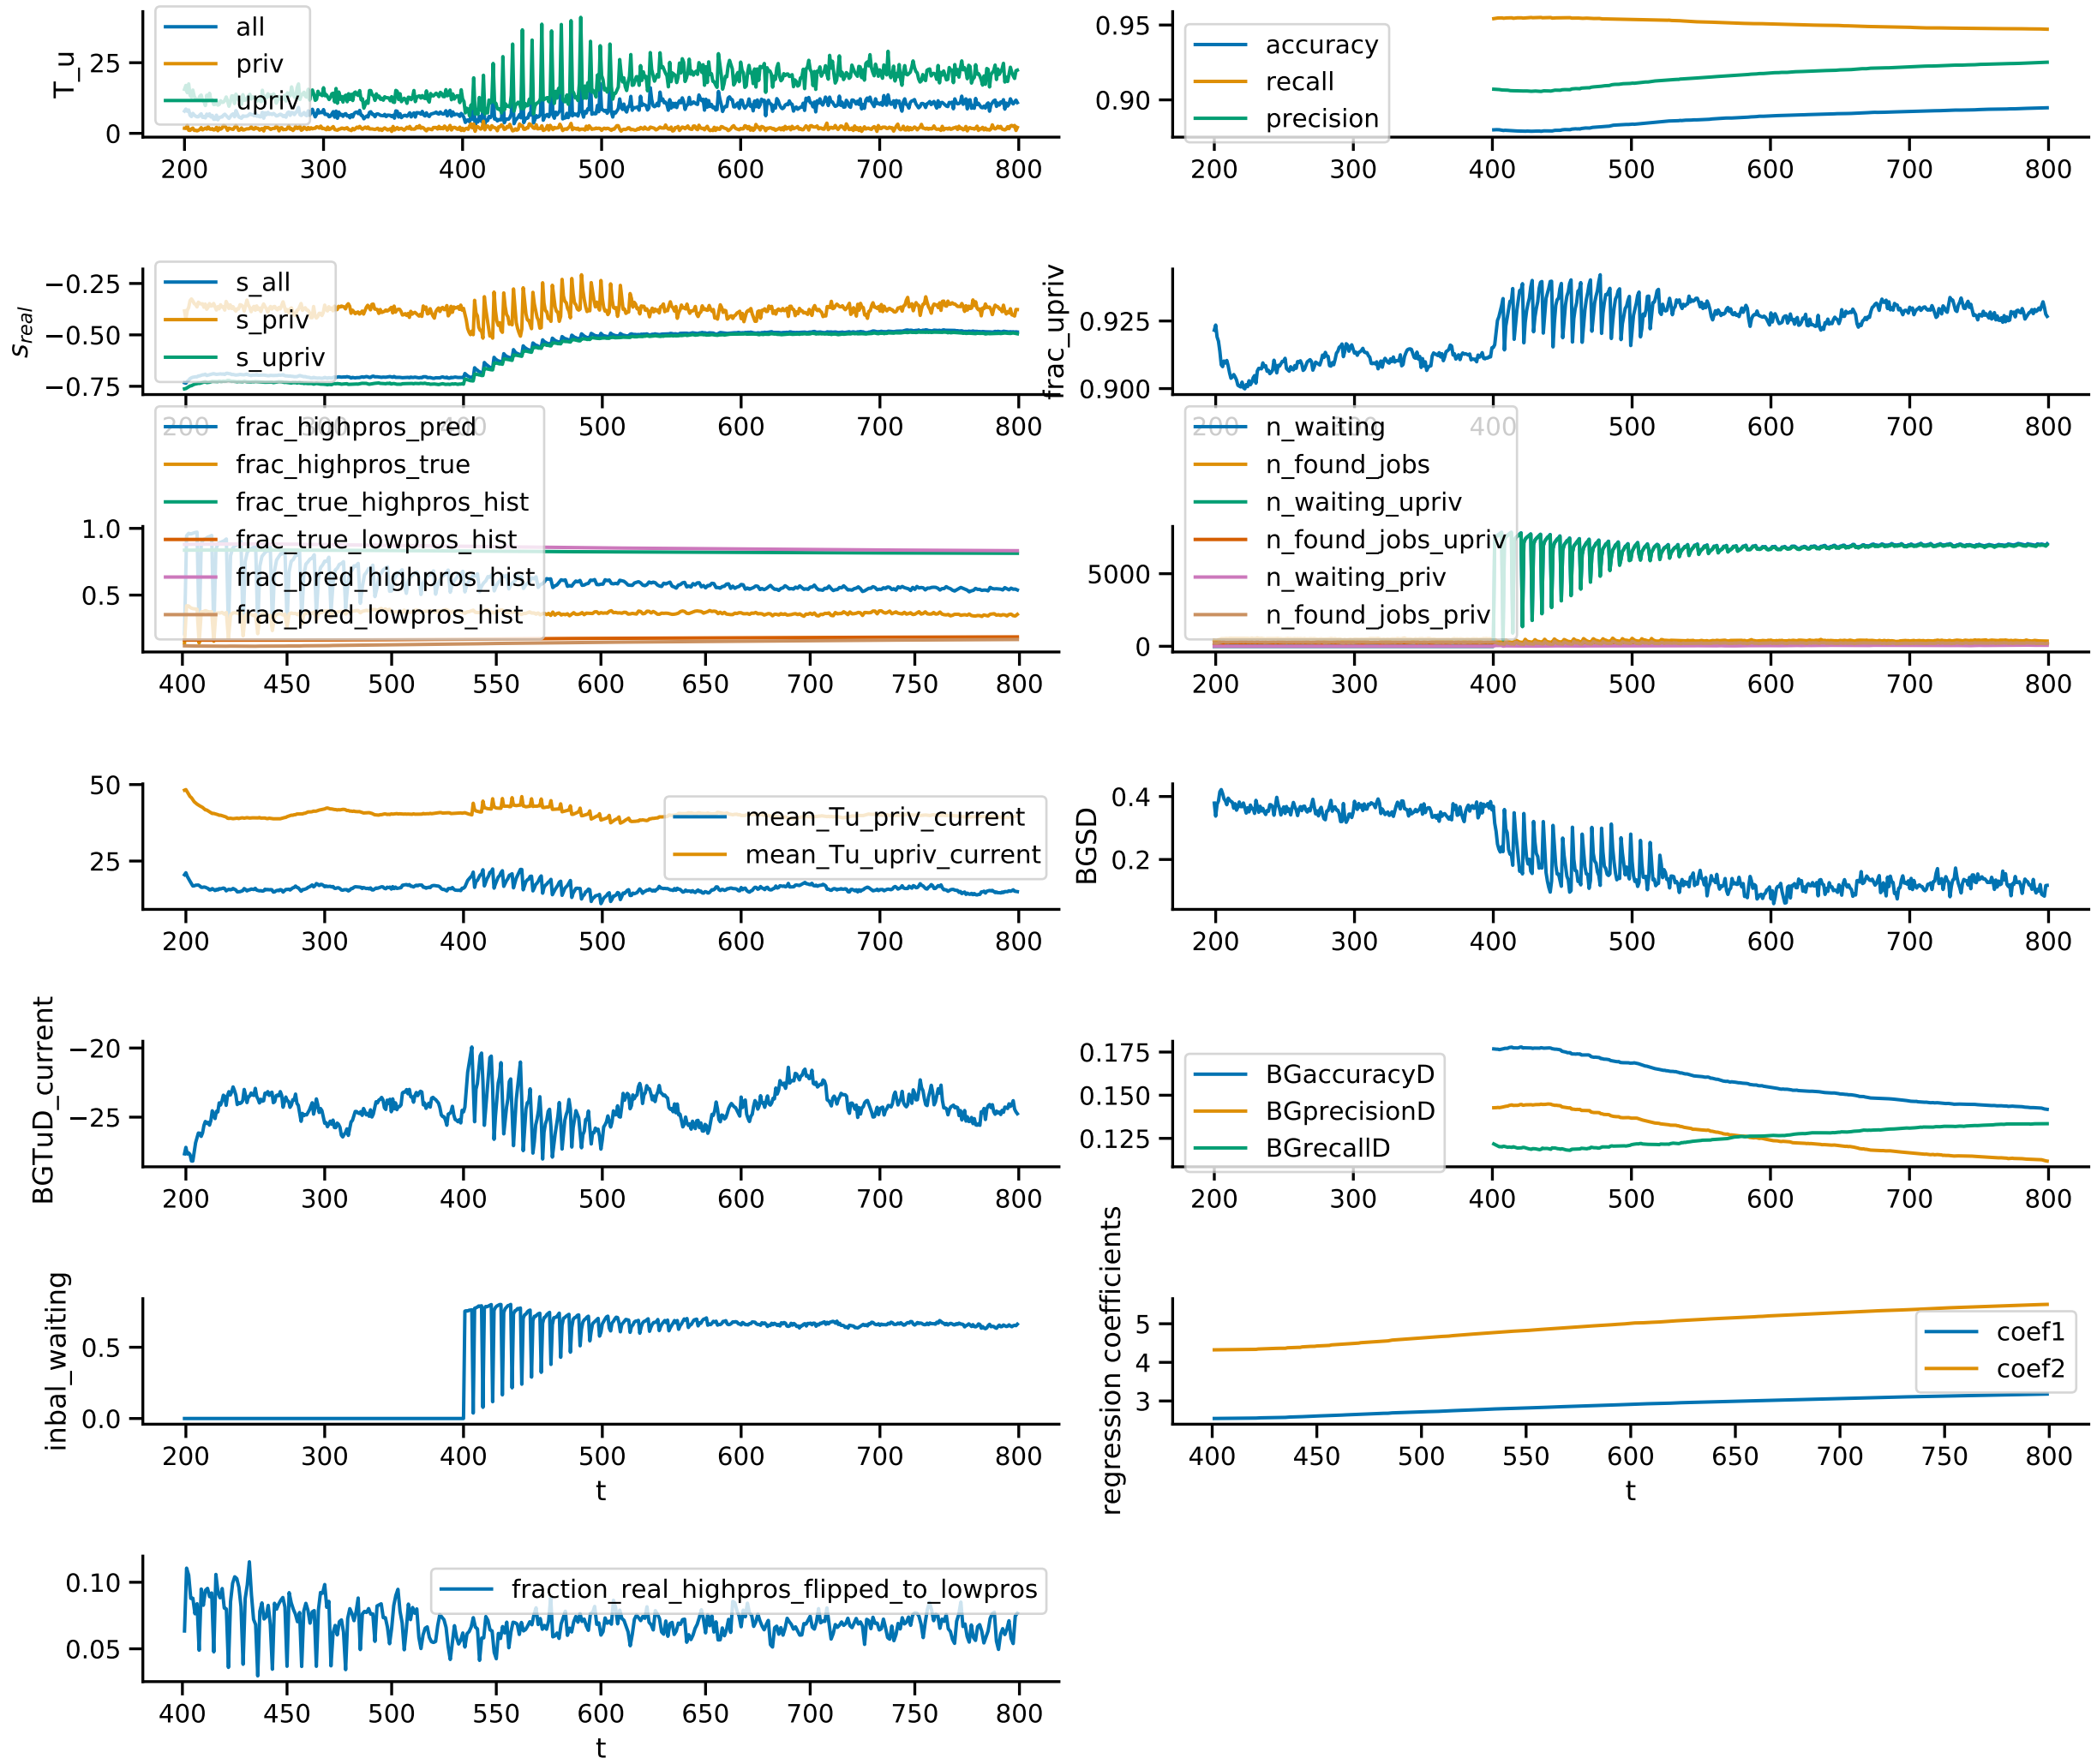 T_u
25
0
all
priv
upriv
200 300 400 500 600 700 800
0.95
0.90
accuracy
recall
precision
200 300 400 500 600 700 800
s_real
−0.25
−0.50
−0.75
s_all
s_priv
s_upriv
200 300 400 500 600 700 800
frac_upriv
0.925
0.900
200 300 400 500 600 700 800
1.0
0.5
frac_highpros_pred
frac_highpros_true
frac_true_highpros_hist
frac_true_lowpros_hist
frac_pred_highpros_hist
frac_pred_lowpros_hist
400 450 500 550 600 650 700 750 800
5000
0
n_waiting
n_found_jobs
n_waiting_upriv
n_found_jobs_upriv
n_waiting_priv
n_found_jobs_priv
200 300 400 500 600 700 800
50
25
mean_Tu_priv_current
mean_Tu_upriv_current
200 300 400 500 600 700 800
BGSD
0.4
0.2
200 300 400 500 600 700 800
BGTuD_current
−20
−25
200 300 400 500 600 700 800
0.175
0.150
0.125
BGaccuracyD
BGprecisionD
BGrecallD
200 300 400 500 600 700 800
inbal_waiting
0.5
0.0
200 300 400 500 600 700 800
t
regression coefficients
5
4
3
coef1
coef2
400 450 500 550 600 650 700 750 800
t
0.10
0.05
fraction_real_highpros_flipped_to_lowpros
400 450 500 550 600 650 700 750 800
t